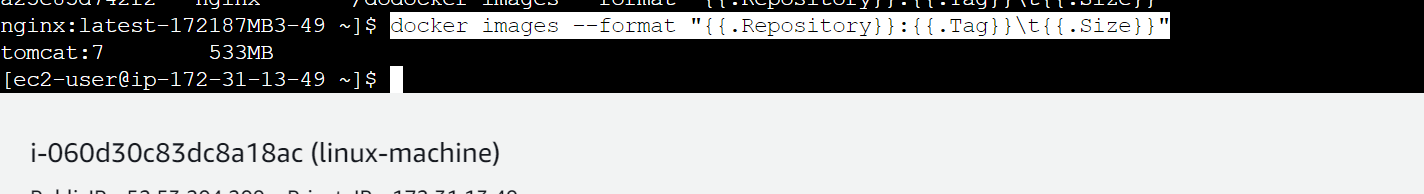 nginx:latest-172187MB3-49 ~]$ docker images --format "{{.Repository}}:{{.Tag}}\t{{.Size}}"
tomcat:7 533MB
[ec2-user@ip-172-31-13-49 ~]$
i-060d30c83dc8a18ac (linux-machine)